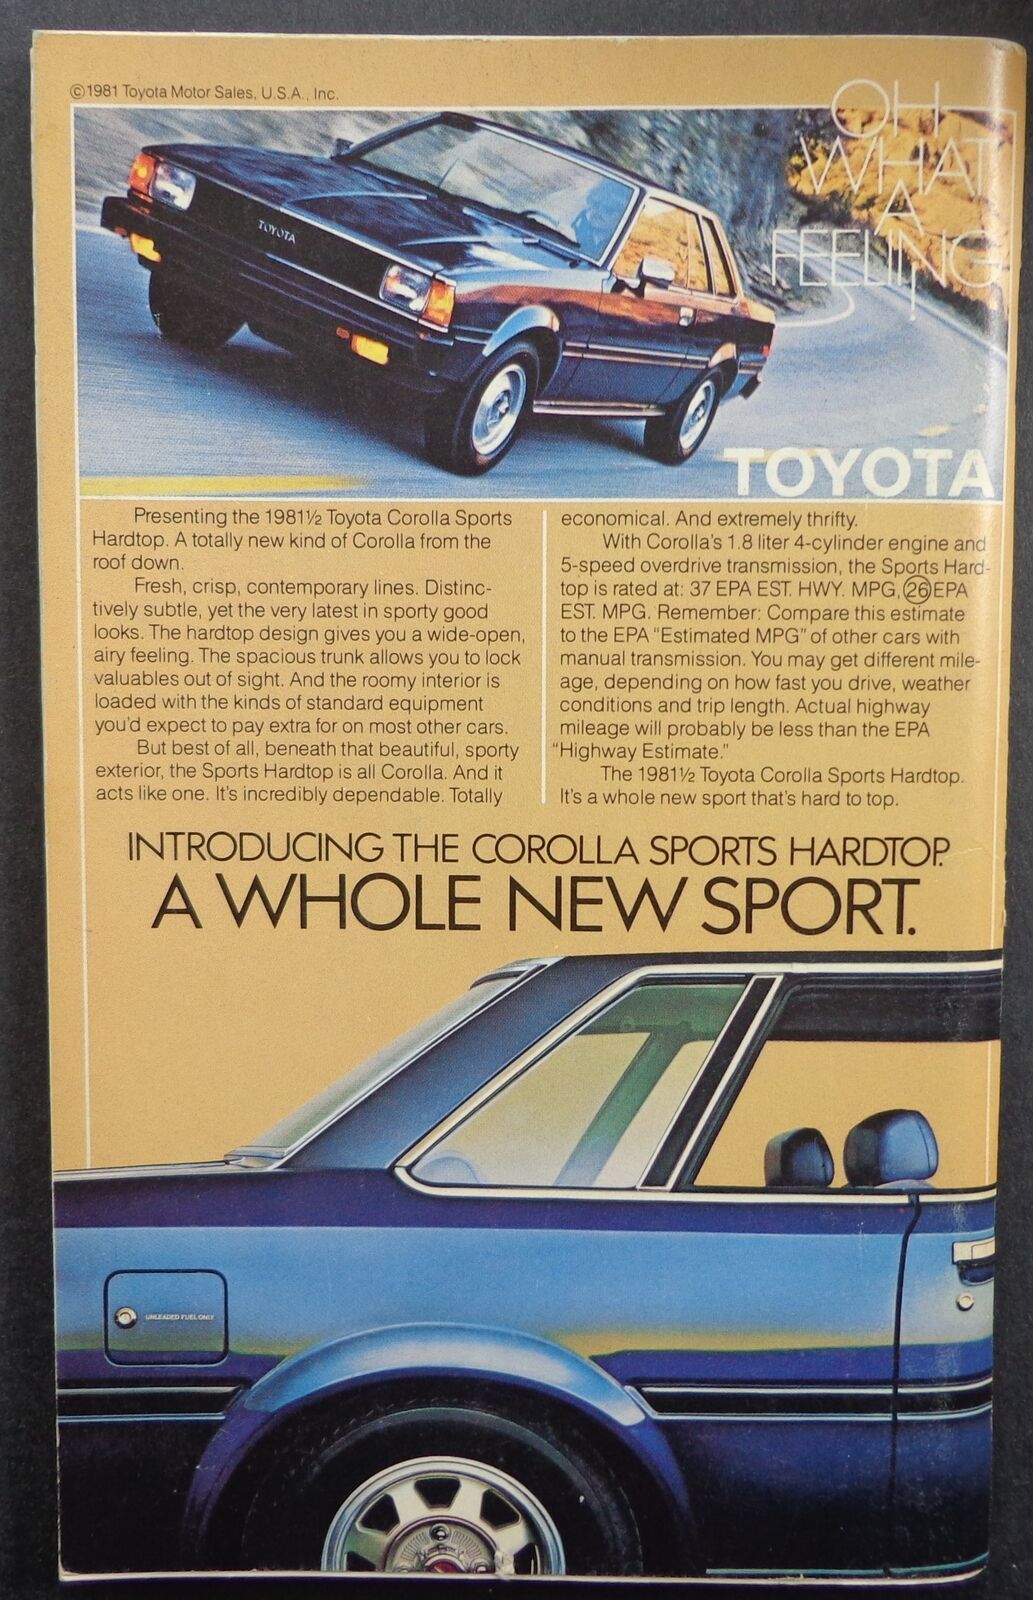 ©1981 Toyota Motor Sales, U.S.A., Inc.
OH
WHAT
A
FEELING!
TOYOTA
TOYOTA
Presenting the 1981½ Toyota Corolla Sports
Hardtop. A totally new kind of Corolla from the
roof down.
Fresh, crisp, contemporary lines. Distinc-
tively subtle, yet the very latest in sporty good
looks. The hardtop design gives you a wide-open,
airy feeling. The spacious trunk allows you to lock
valuables out of sight. And the roomy interior is
loaded with the kinds of standard equipment
you'd expect to pay extra for on most other cars.
But best of all, beneath that beautiful, sporty
exterior, the Sports Hardtop is all Corolla. And it
acts like one. It's incredibly dependable. Totally
economical. And extremely thrifty.
With Corolla's 1.8 liter 4-cylinder engine and
5-speed overdrive transmission, the Sports Hard-
top is rated at: 37 EPA EST. HWY. MPG, 26 EPA
EST. MPG. Remember: Compare this estimate
to the EPA "Estimated MPG" of other cars with
manual transmission. You may get different mile-
age, depending on how fast you drive, weather
conditions and trip length. Actual highway
mileage will probably be less than the EPA
"Highway Estimate."
The 1981½ Toyota Corolla Sports Hardtop.
It's a whole new sport that's hard to top.
INTRODUCING THE COROLLA SPORTS HARDTOP.
A WHOLE NEW SPORT.
UNLEADED FUEL ONLY